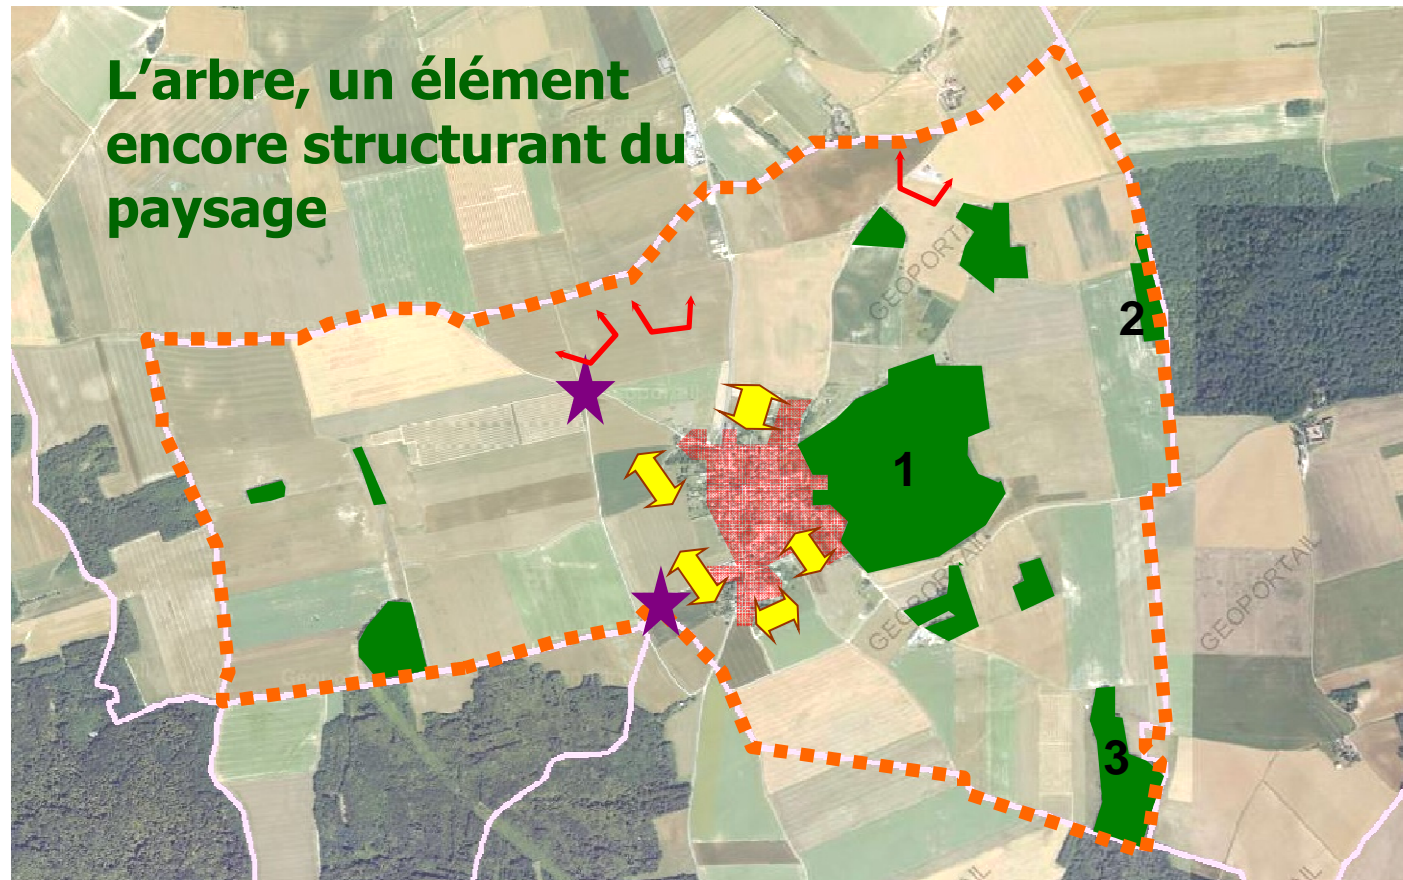 L’arbre, un élément
encore structurant du
paysage
GEOPORTAIL
2
1
GEOPORTAIL
GEOPORTAIL
3